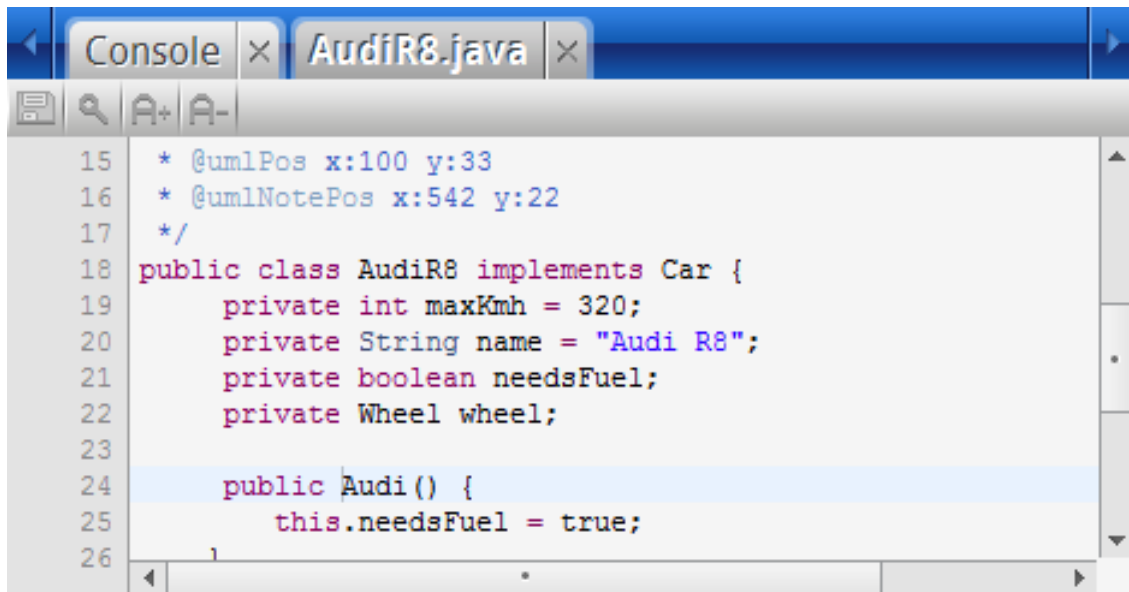 Console × AudiR8.java ×
A+ A-
15 * @umlPos x:100 y:33
16 * @umlNotePos x:542 y:22
17 */
18 public class AudiR8 implements Car {
19 private int maxKmh = 320;
20 private String name = "Audi R8";
21 private boolean needsFuel;
22 private Wheel wheel;
23
24 public Audi() {
25 this.needsFuel = true;
26 }